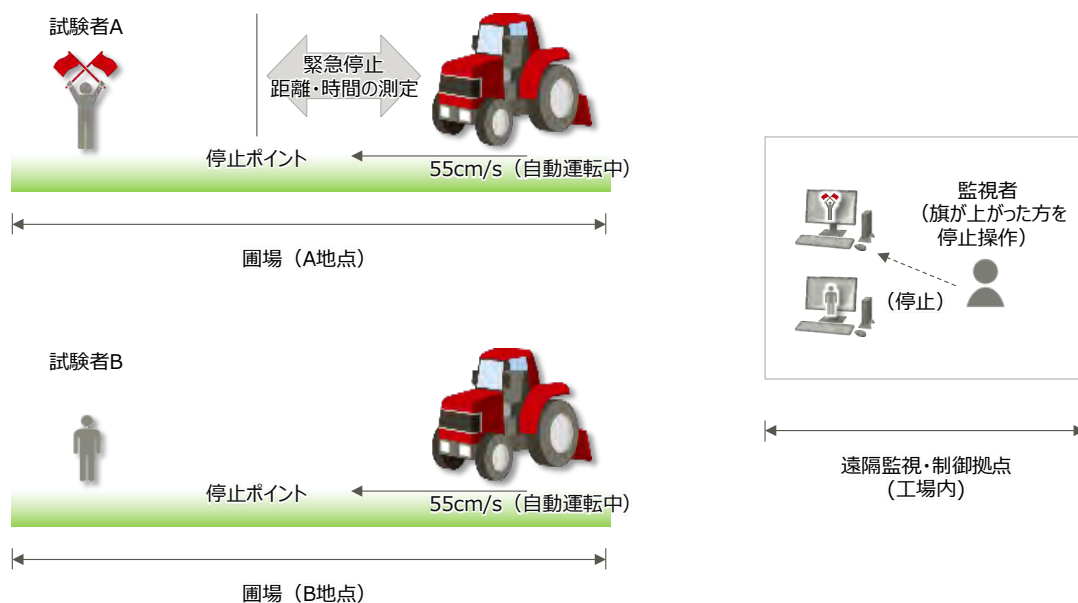 試験者A
緊急停止
距離・時間の測定
停止ポイント
55cm/s（自動運転中）
圃場（A地点）
試験者B
停止ポイント
55cm/s（自動運転中）
圃場（B地点）
監視者
（旗が上がった方を
停止操作）
（停止）
遠隔監視・制御拠点
(工場内)